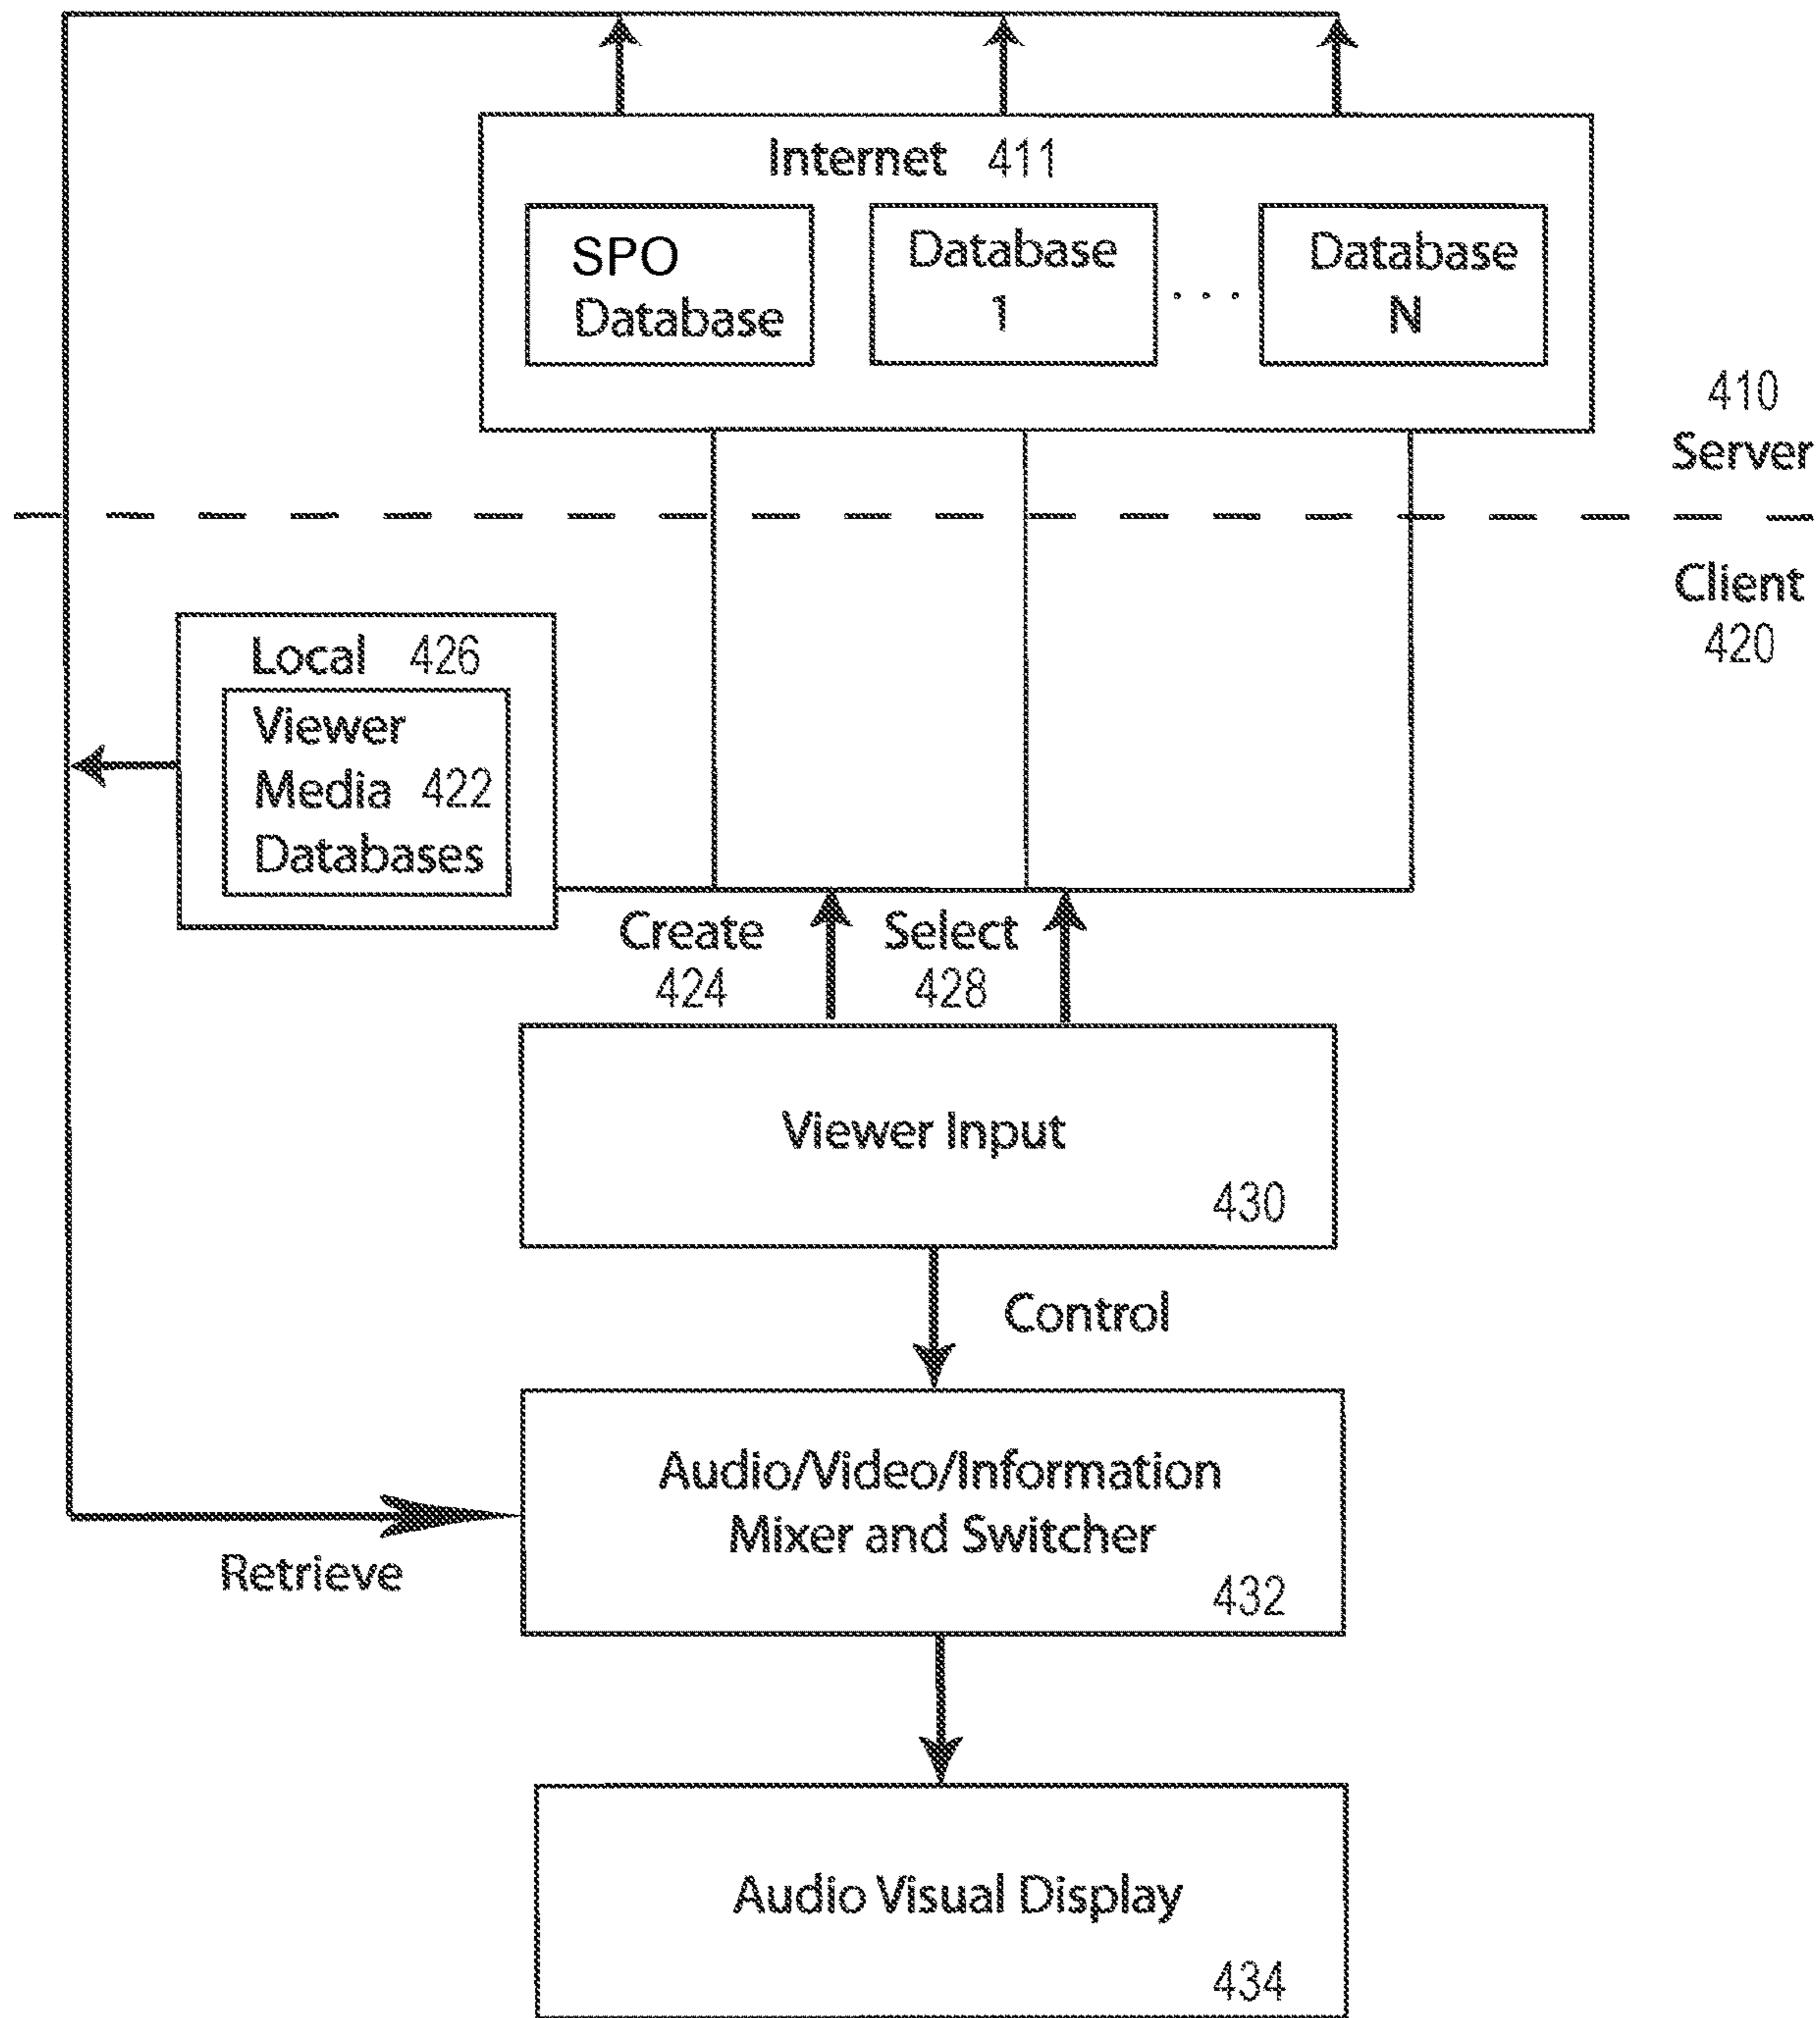 Internet 411
SPO
Database
Database
1
. . .
Database
N
410
Server
Client
420
Local 426
Viewer
Media 422
Databases
Create
424
Select
428
Viewer Input
430
Control
Audio/Video/Information
Mixer and Switcher
432
Retrieve
Audio Visual Display
434